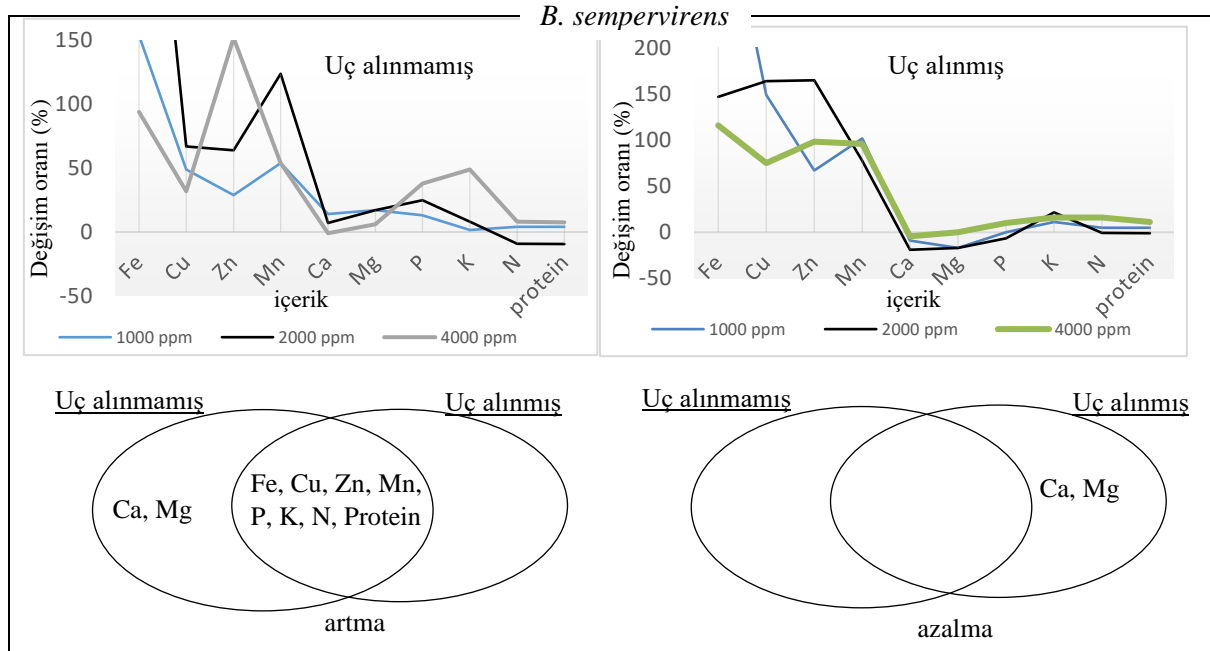 B. sempervirens
Uç alınmamış
Değişim oranı (%)
150
100
50
0
-50
Fe
Cu
Zn
Mn
Ca
Mg
P
K
N
protein
içerik
1000 ppm
2000 ppm
4000 ppm
Uç alınmış
Değişim oranı (%)
200
150
100
50
0
-50
Fe
Cu
Zn
Mn
Ca
Mg
P
K
N
protein
içerik
1000 ppm
2000 ppm
4000 ppm
Uç alınmamış
Uç alınmış
Ca, Mg
Fe, Cu, Zn, Mn,
P, K, N, Protein
artma
Uç alınmamış
Uç alınmış
Ca, Mg
azalma